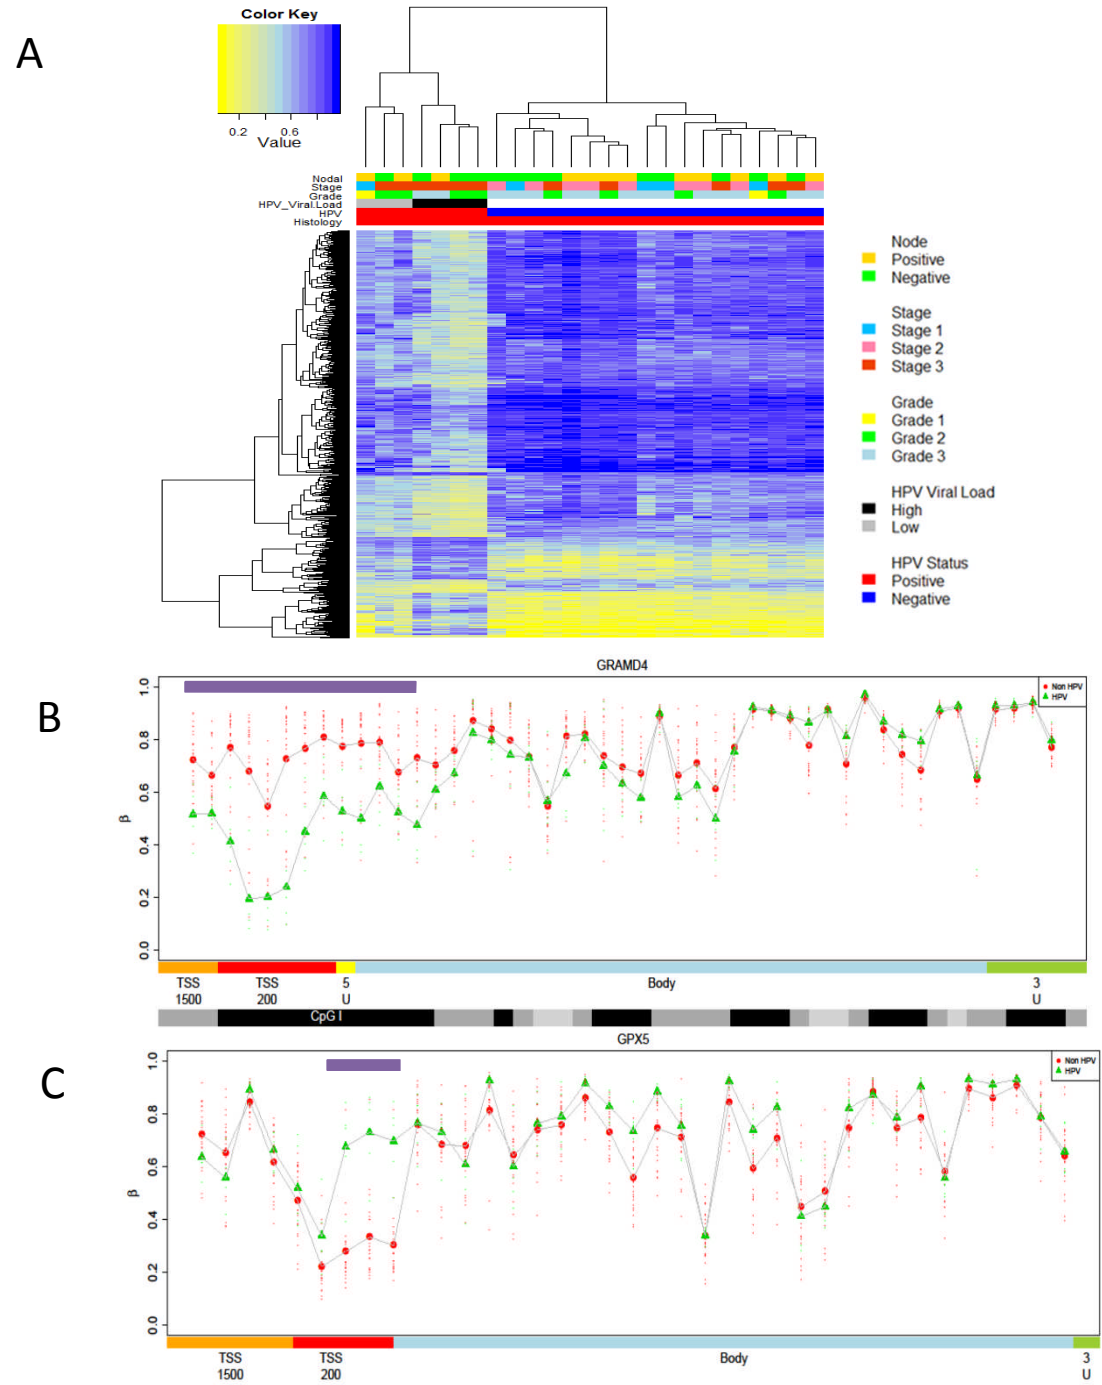 A
Color Key
0.2 0.6
Value
Nodal
Stage
Grade
HPV_Viral.Load
HPV
Histology
Node
Positive
Negative
Stage
Stage 1
Stage 2
Stage 3
Grade
Grade 1
Grade 2
Grade 3
HPV Viral Load
High
Low
HPV Status
Positive
Negative
B
GRAMD4
Non HPV
HPV
1.0
0.8
0.6
0.4
0.2
0.0
β
TSS 1500
TSS 200
5 U
Body
3 U
CpG I
C
GPX5
Non HPV
HPV
1.0
0.8
0.6
0.4
0.2
0.0
β
TSS 1500
TSS 200
Body
3 U